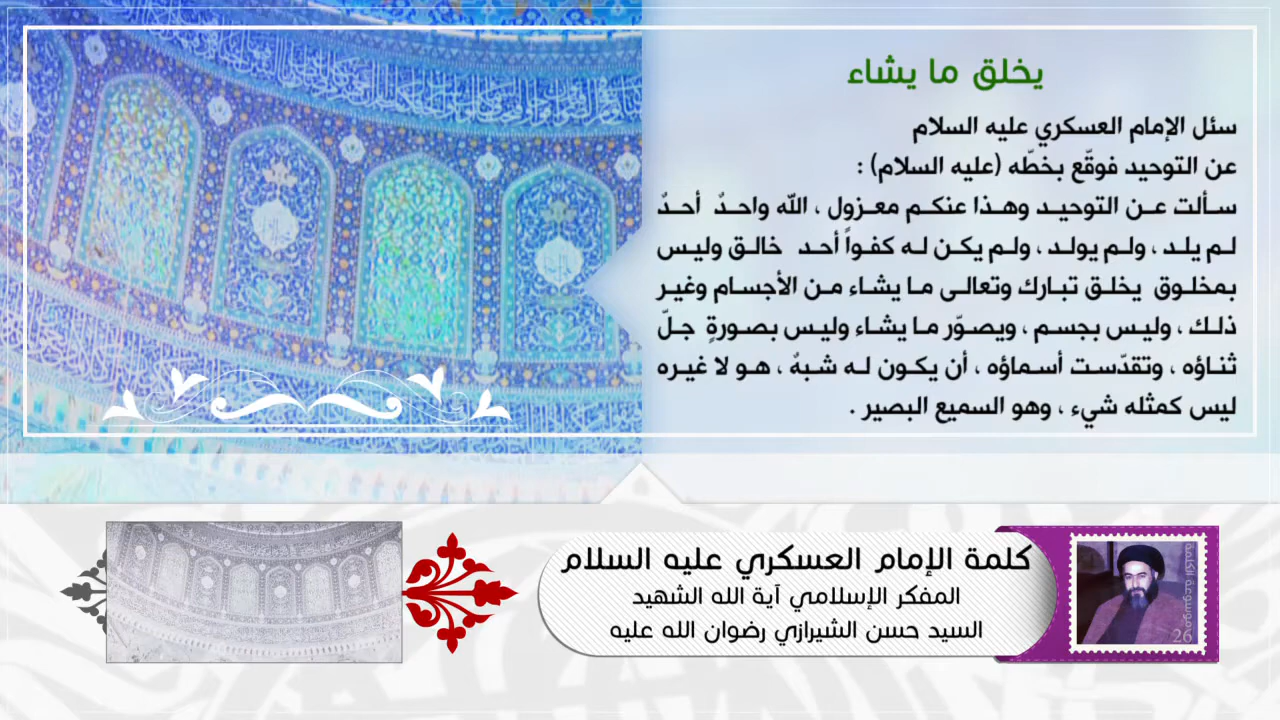 يخلق ما يشاء
سئل الإمام العسكري عليه السلام
عن التوحيد فوقّع بخطّه (عليه السلام) :
سألت عن التوحيد وهذا عنكم معزول ، الله واحدٌ أحدٌ
لم يلد ، ولم يولد ، ولم يكن له كفواً أحد خالق وليس
بمخلوق يخلق تبارك وتعالى ما يشاء من الأجسام وغير
ذلك ، وليس بجسم ، ويصوّر ما يشاء وليس بصورةٍ جلّ
ثناؤه ، وتقدّست أسماؤه ، أن يكون له شبهٌ ، هو لا غيره
ليس كمثله شيء ، وهو السميع البصير .
كلمة الإمام العسكري عليه السلام
المفكر الإسلامي آية الله الشهيد
السيد حسن الشيرازي رضوان الله عليه
موسوعة الكلمة
26